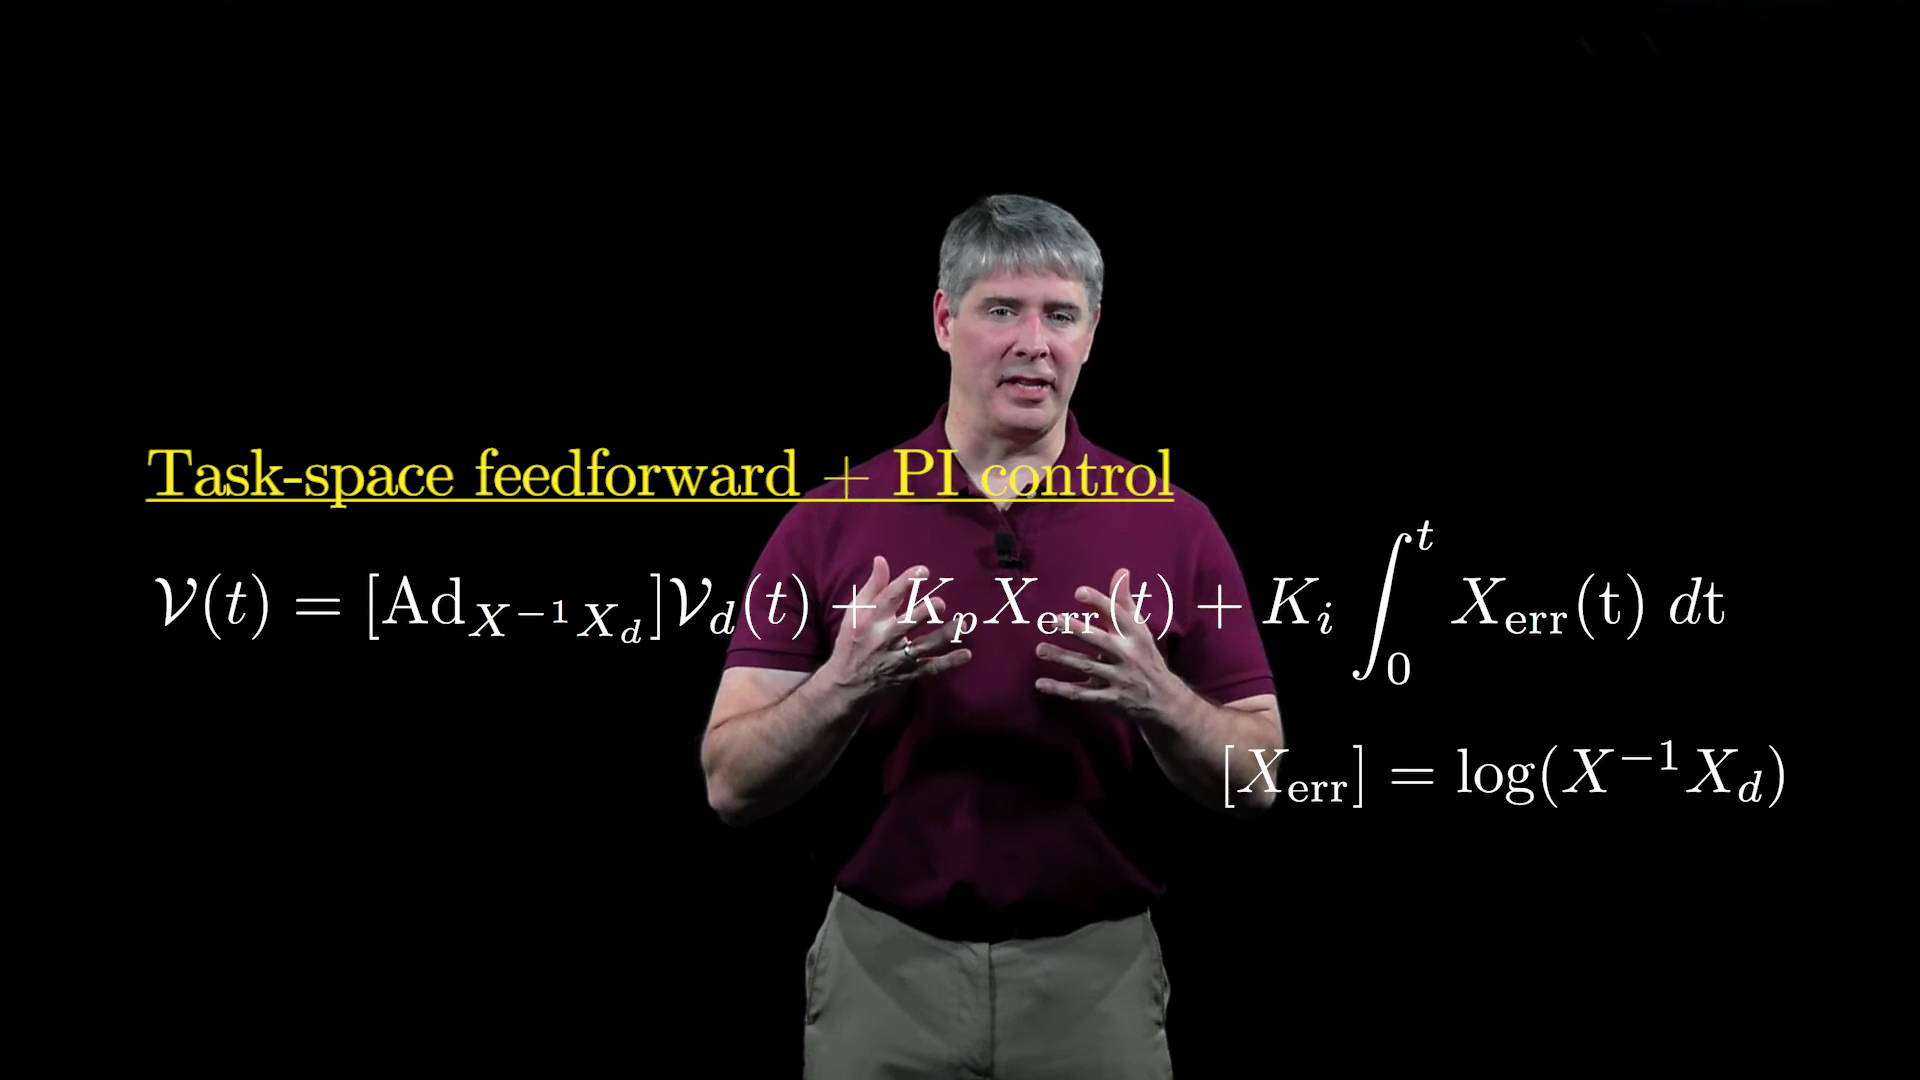 Task-space feedforward + PI control
𝒱(t) = [Ad_{X^{-1}X_d}]𝒱_d(t) + K_p X_err(t) + K_i ∫_0^t X_err(t) dt
[X_err] = log(X^{-1}X_d)